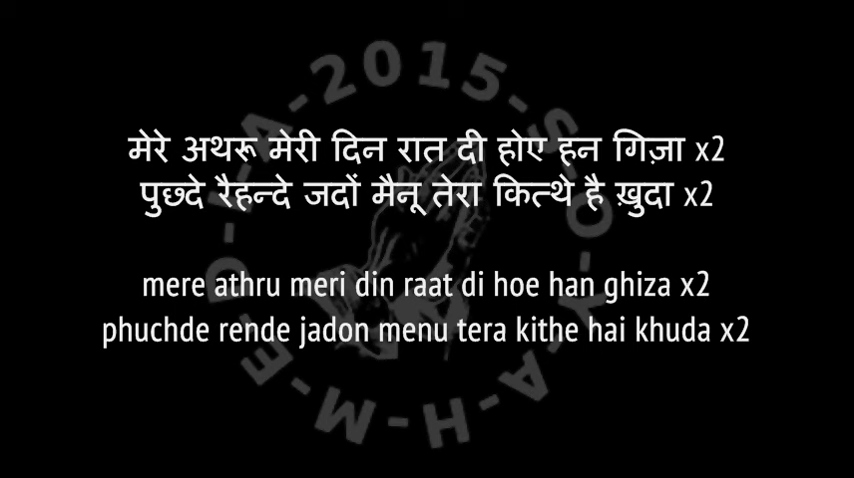 मेरे अथरू मेरी दिन रात दी होए हन गिज़ा x2
पुछ्दे रैहन्दे जदों मैनू तेरा कित्थे है ख़ुदा x2
mere athru meri din raat di hoe han ghiza x2
phuchde rende jadon menu tera kithe hai khuda x2